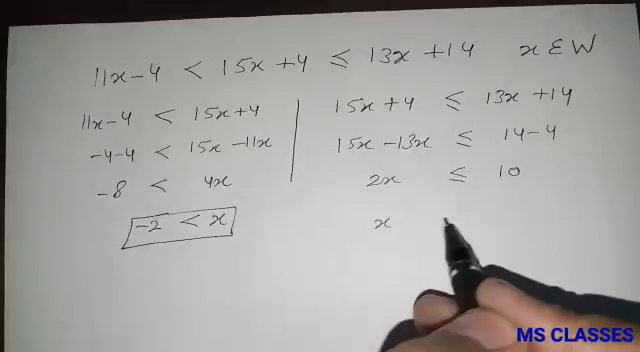 11x-4 < 15x+4 ≤ 13x+14 x E W
11x-4 < 15x+4
-4-4 < 15x-11x
-8 < 4x
-2 < x
15x+4 ≤ 13x+14
15x-13x ≤ 14-4
2x ≤ 10
x
MS CLASSES